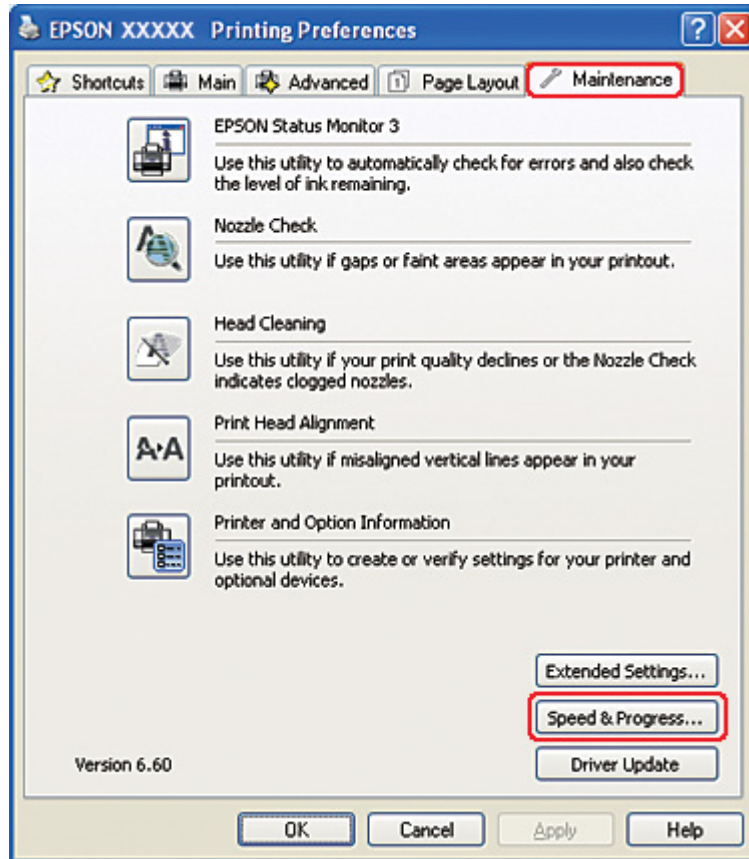 EPSON XXXXX Printing Preferences
Shortcuts Main Advanced Page Layout Maintenance
EPSON Status Monitor 3
Use this utility to automatically check for errors and also check
the level of ink remaining.
Nozzle Check
Use this utility if gaps or faint areas appear in your printout.
Head Cleaning
Use this utility if your print quality declines or the Nozzle Check
indicates clogged nozzles.
Print Head Alignment
A A
Use this utility if misaligned vertical lines appear in your
printout.
Printer and Option Information
Use this utility to create or verify settings for your printer and
optional devices.
Extended Settings...
Speed & Progress...
Version 6.60 Driver Update
OK Cancel Apply Help